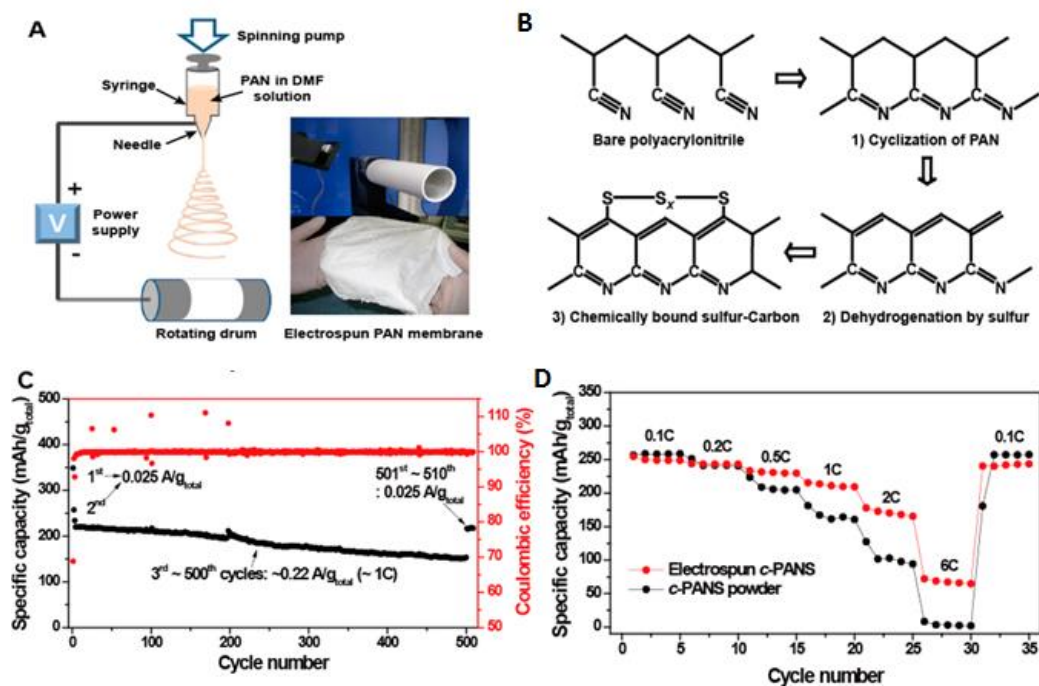 A
Spinning pump
Syringe
PAN in DMF
solution
Needle
+
V
Power
supply
-
Rotating drum
Electrospun PAN membrane
B
C C C
N N N
Bare polyacrylonitrile
C C C
N N N
1) Cyclization of PAN
S S
x
S
C C C C
N N N
3) Chemically bound sulfur-Carbon
C C C
N N N
2) Dehydrogenation by sulfur
C
Specific capacity (mAh/g
total
)
500
400
300
200
100
0
1
st
0.025 A/g
total
2
nd
501
st
~ 510
th
: 0.025 A/g
total
3
rd
~ 500
th
cycles: ~0.22 A/g
total
(~ 1C)
110
100
90
80
70
60
50
Coulombic efficiency (%)
0 100 200 300 400 500
Cycle number
D
Specific capacity (mAh/g
total
)
350
300
250
200
150
100
50
0
0.1C
0.2C
0.5C
1C
2C
6C
0.1C
Electrospun c-PANS
c-PANS powder
0 5 10 15 20 25 30 35
Cycle number